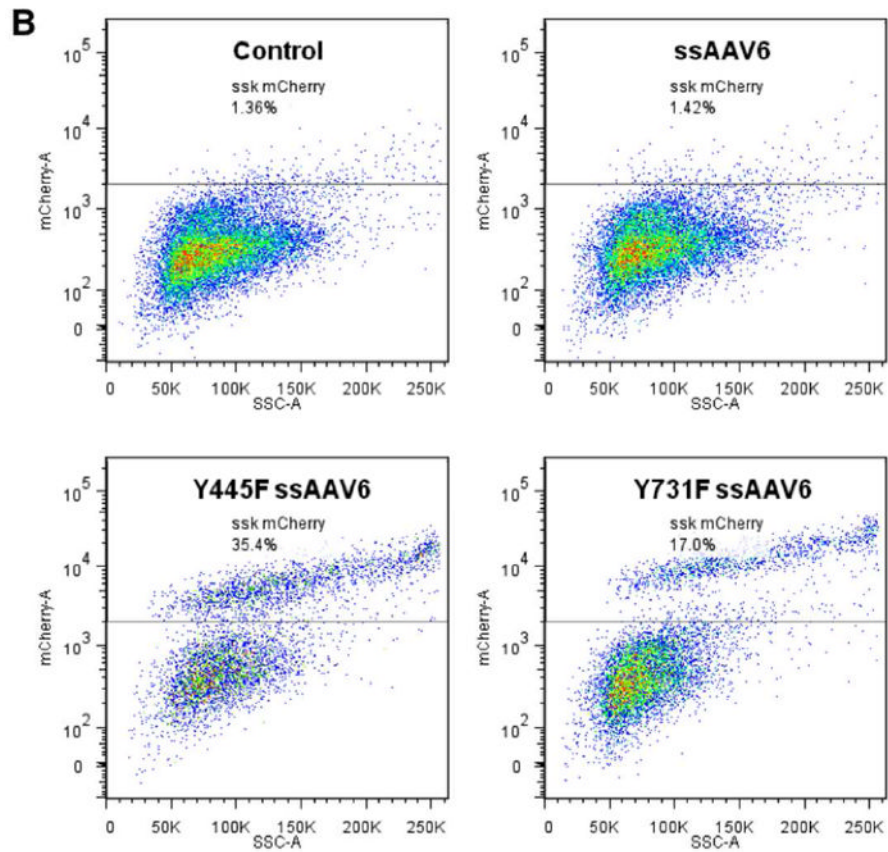 B
Control
ssk mCherry
1.36%
mCherry-A
10^5
10^4
10^3
10^2
0
0 50K 100K 150K 200K 250K
SSC-A
ssAAV6
ssk mCherry
1.42%
mCherry-A
10^5
10^4
10^3
10^2
0
0 50K 100K 150K 200K 250K
SSC-A
Y445F ssAAV6
ssk mCherry
35.4%
mCherry-A
10^5
10^4
10^3
10^2
0
0 50K 100K 150K 200K 250K
SSC-A
Y731F ssAAV6
ssk mCherry
17.0%
mCherry-A
10^5
10^4
10^3
10^2
0
0 50K 100K 150K 200K 250K
SSC-A